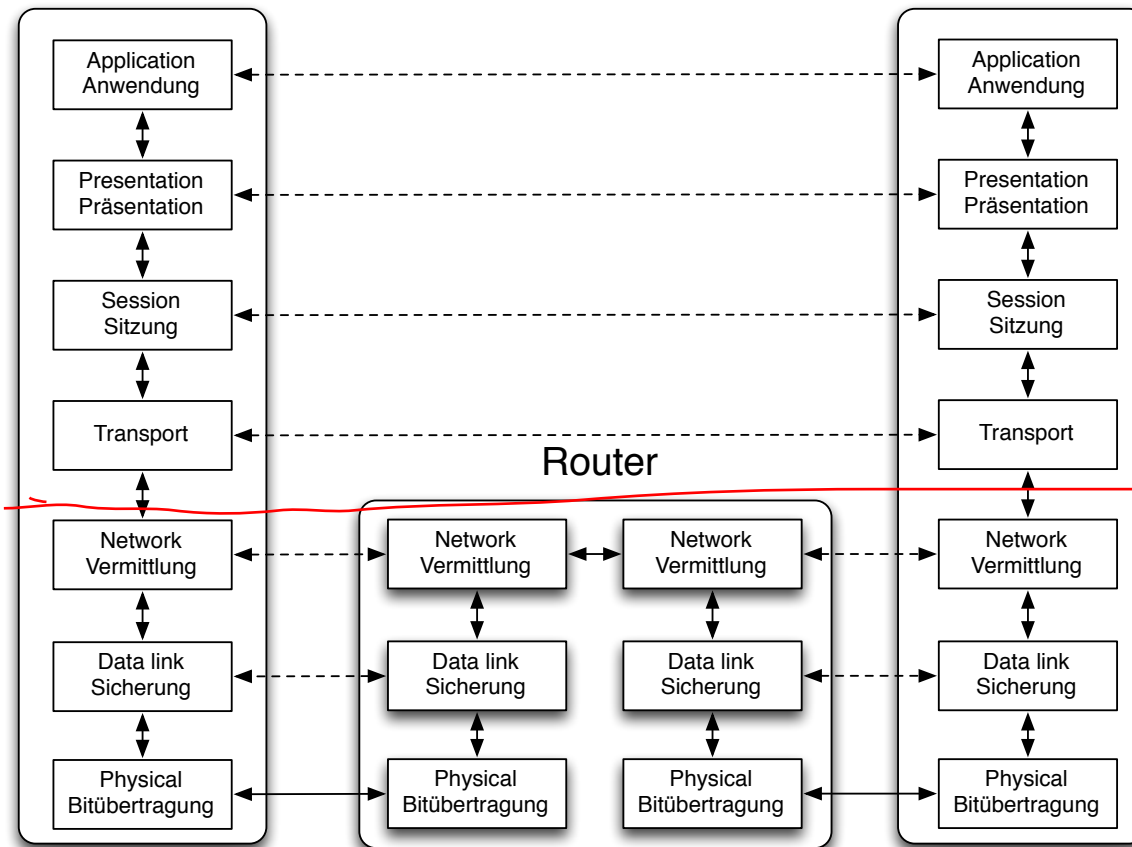 Application
Anwendung
Application
Anwendung
Presentation
Präsentation
Presentation
Präsentation
Session
Sitzung
Session
Sitzung
Transport
Transport
Router
Network
Vermittlung
Network
Vermittlung
Network
Vermittlung
Network
Vermittlung
Data link
Sicherung
Data link
Sicherung
Data link
Sicherung
Data link
Sicherung
Physical
Bitübertragung
Physical
Bitübertragung
Physical
Bitübertragung
Physical
Bitübertragung